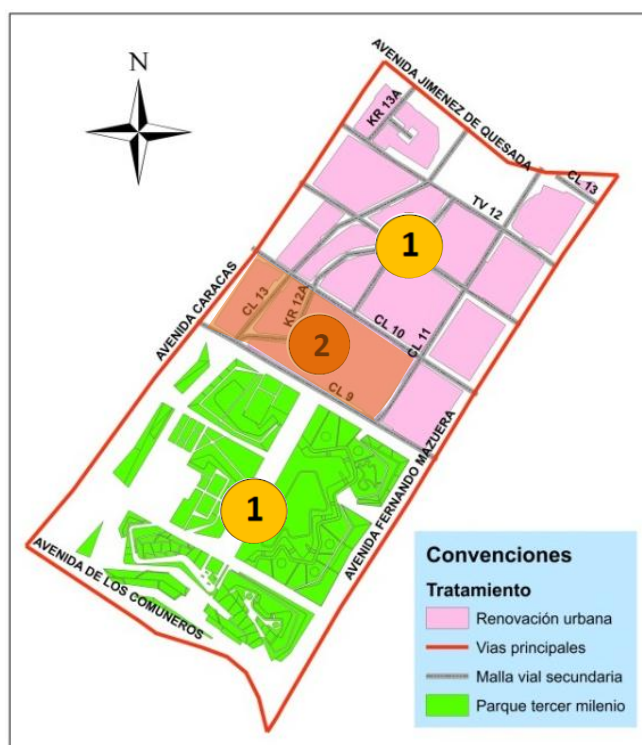 N
AVENIDA JIMENEZ DE QUESADA
KR 13A
CL 13
TV 12
1
AVENIDA CARACAS
CL 13
KR 12A
2
CL 10
CL 11
CL 9
1
AVENIDA FERNANDO MAZUERA
AVENIDA DE LOS COMUNEROS
Convenciones
Tratamiento
Renovación urbana
Vias principales
Malla vial secundaria
Parque tercer milenio